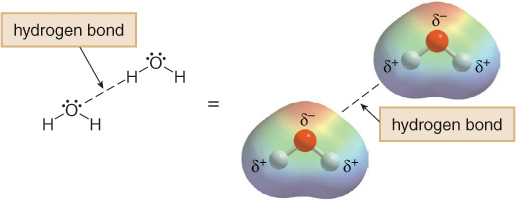 hydrogen bond
H–Ö–H
H–Ö–H
=
δ−
δ+ δ+
δ−
δ+ δ+
hydrogen bond